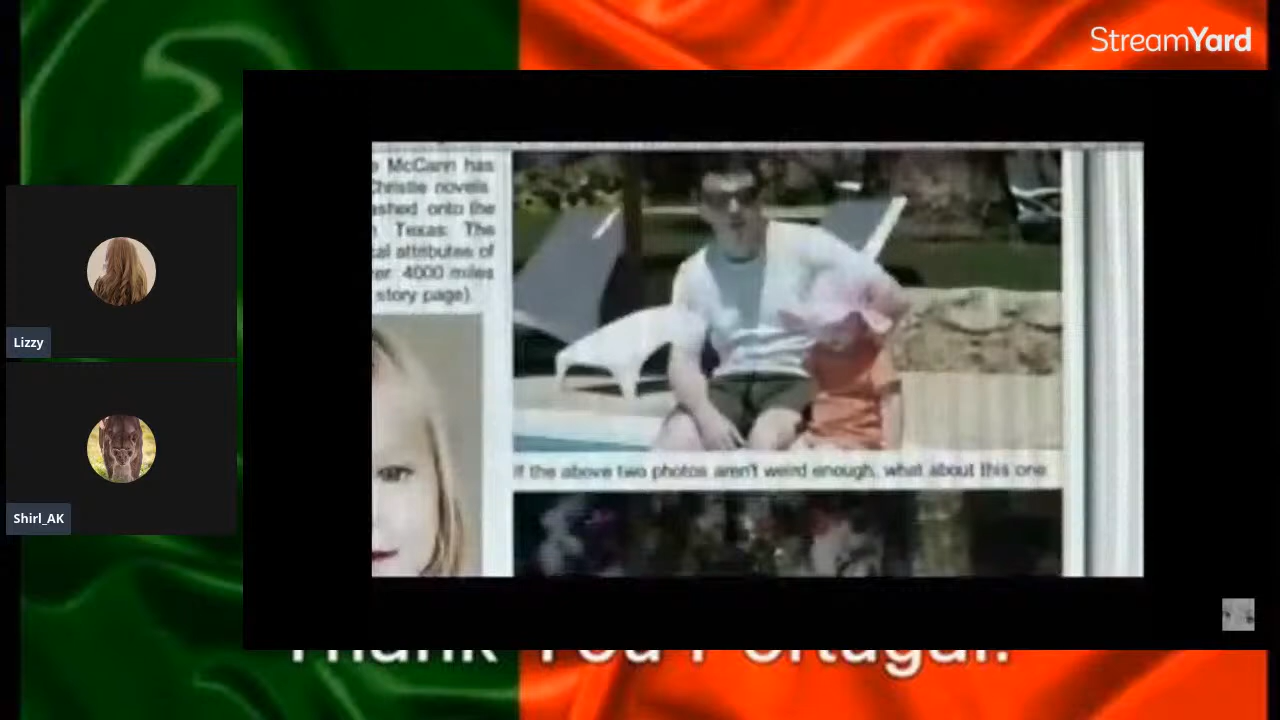 StreamYard
McCann has
Christie novels
ashed onto the
Texas. The
cal attributes of
er 4000 miles
story page)
If the above two photos aren't weird enough, what about this one
Lizzy
Shirl_AK
Thank You Portugal!